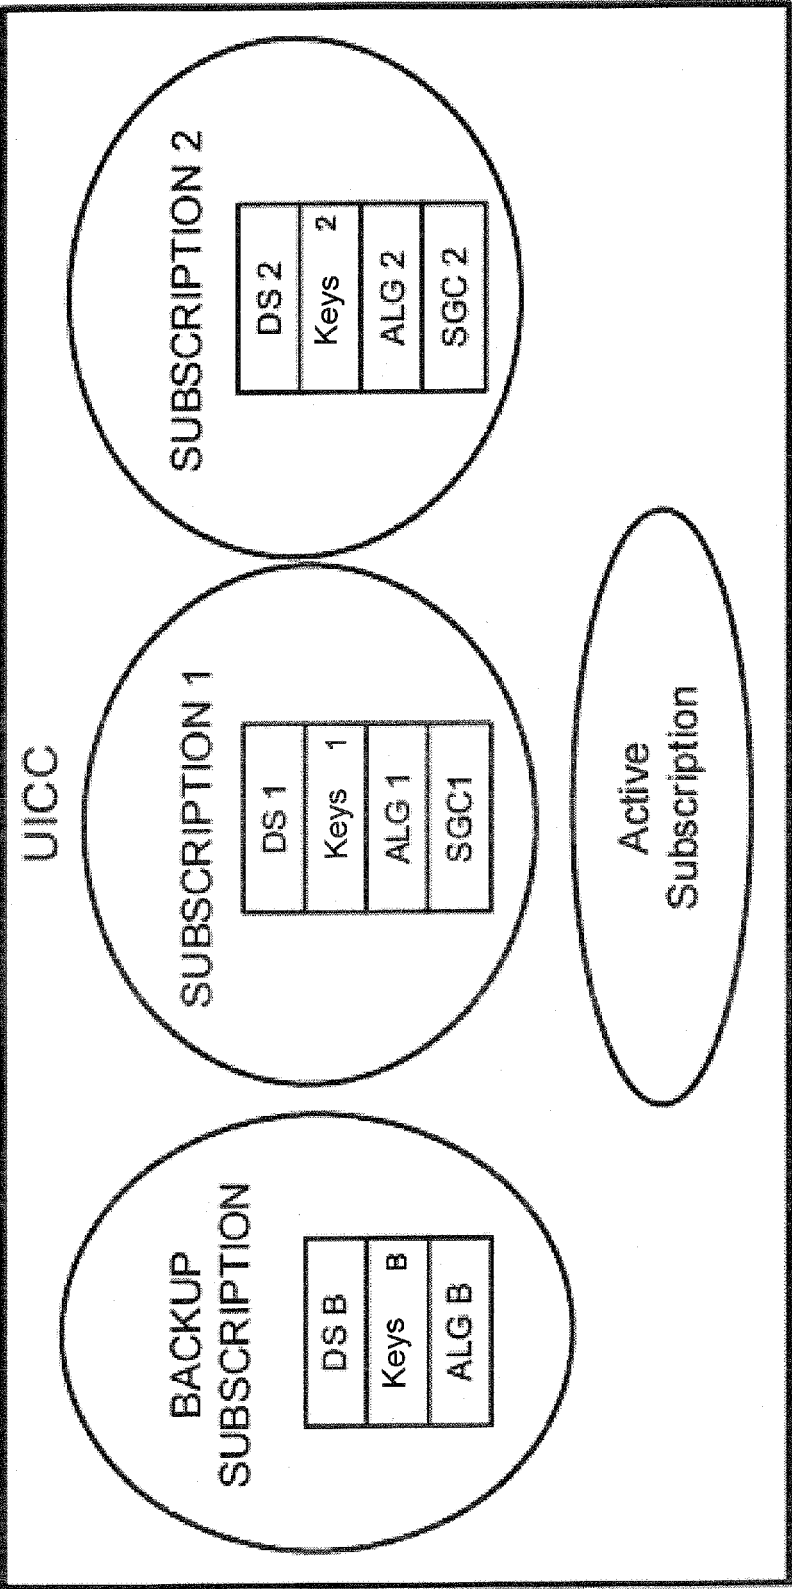 UICC
BACKUP
SUBSCRIPTION
DS B
Keys B
ALG B
SUBSCRIPTION 1
DS 1
Keys 1
ALG 1
SGC1
SUBSCRIPTION 2
DS 2
Keys 2
ALG 2
SGC 2
Active
Subscription